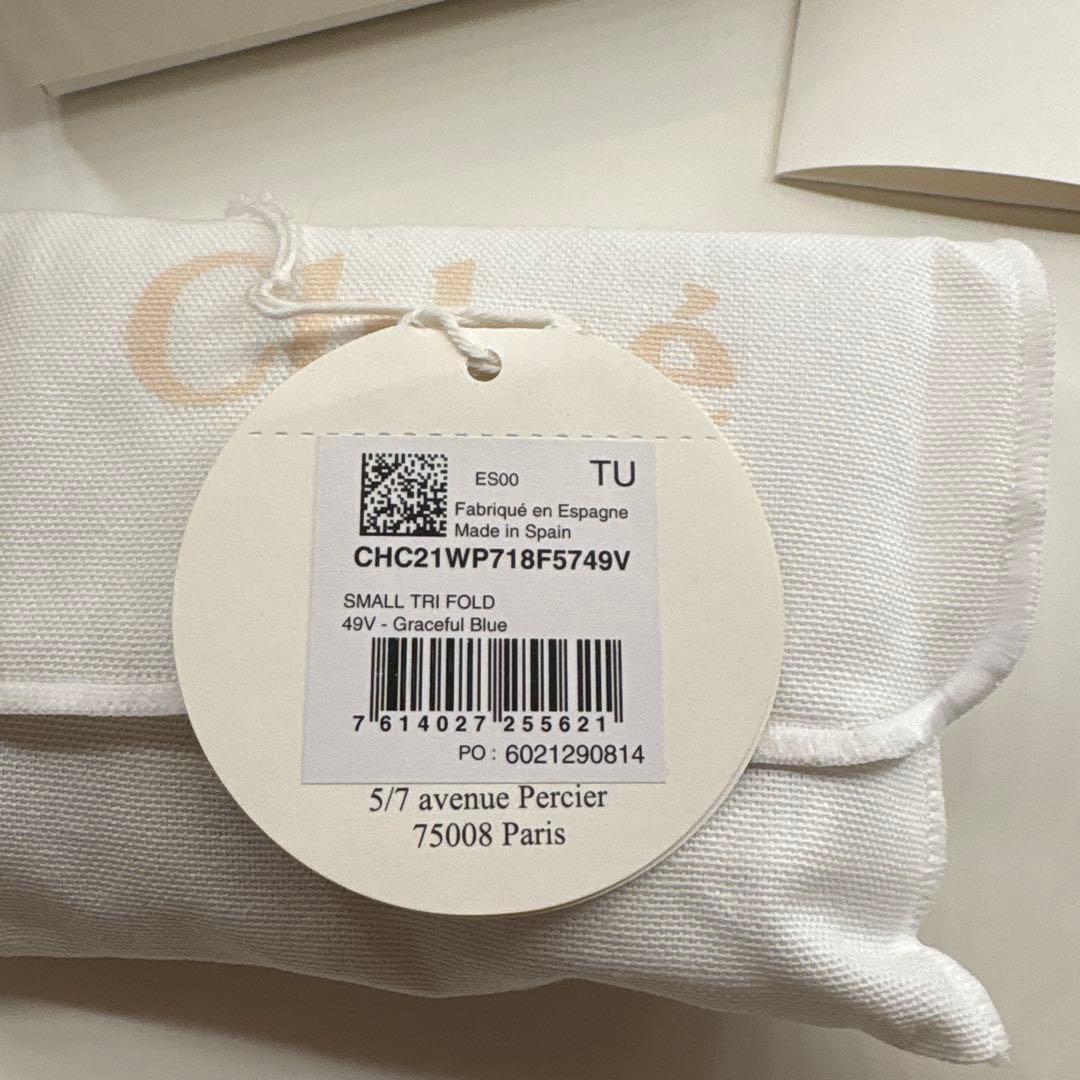 Chloé
ES00
TU
Fabriqué en Espagne
Made in Spain
CHC21WP718F5749V
SMALL TRI FOLD
49V - Graceful Blue
7 614027 255621
PO : 6021290814
5/7 avenue Percier
75008 Paris